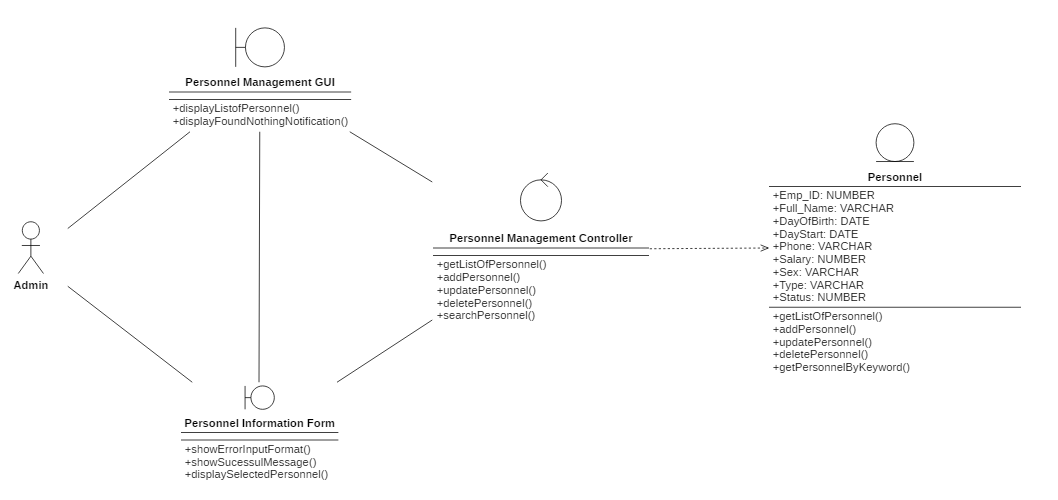 Personnel Management GUI
+displayListofPersonnel()
+displayFoundNothingNotification()
Admin
Personnel Information Form
+showErrorInputFormat()
+showSucessulMessage()
+displaySelectedPersonnel()
Personnel Management Controller
+getListOfPersonnel()
+addPersonnel()
+updatePersonnel()
+deletePersonnel()
+searchPersonnel()
Personnel
+Emp_ID: NUMBER
+Full_Name: VARCHAR
+DayOfBirth: DATE
+DayStart: DATE
+Phone: VARCHAR
+Salary: NUMBER
+Sex: VARCHAR
+Type: VARCHAR
+Status: NUMBER
+getListOfPersonnel()
+addPersonnel()
+updatePersonnel()
+deletePersonnel()
+getPersonnelByKeyword()